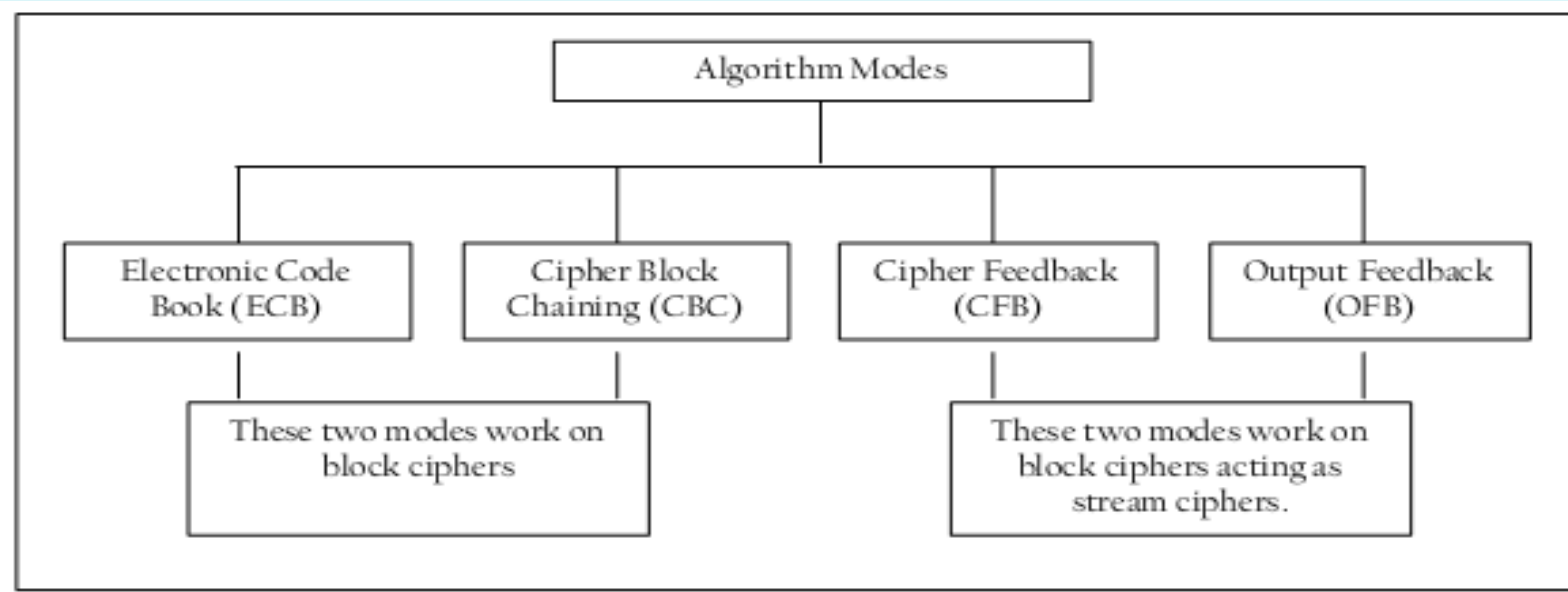 Algorithm Modes
Electronic Code
Book (ECB)
Cipher Block
Chaining (CBC)
Cipher Feedback
(CFB)
Output Feedback
(OFB)
These two modes work on
block ciphers
These two modes work on
block ciphers acting as
stream ciphers.